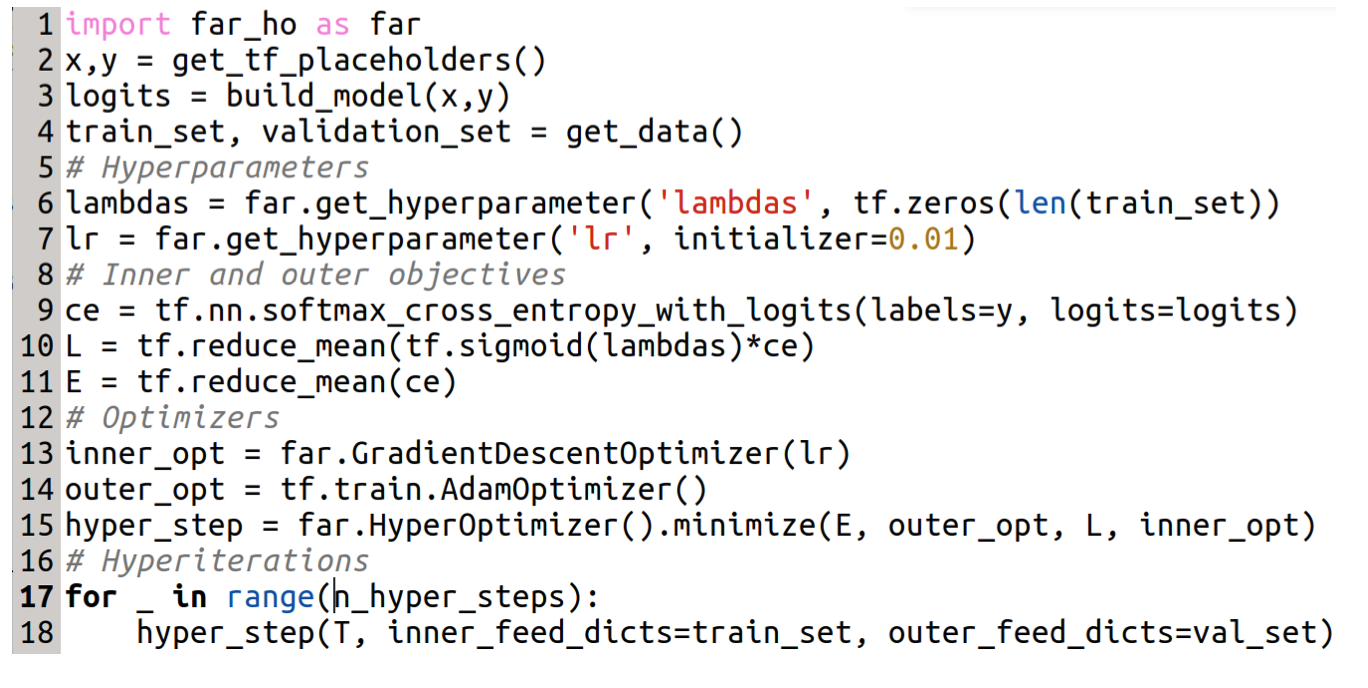 1 import far_ho as far
2 x,y = get_tf_placeholders()
3 logits = build_model(x,y)
4 train_set, validation_set = get_data()
5 # Hyperparameters
6 lambdas = far.get_hyperparameter('lambdas', tf.zeros(len(train_set))
7 lr = far.get_hyperparameter('lr', initializer=0.01)
8 # Inner and outer objectives
9 ce = tf.nn.softmax_cross_entropy_with_logits(labels=y, logits=logits)
10 L = tf.reduce_mean(tf.sigmoid(lambdas)*ce)
11 E = tf.reduce_mean(ce)
12 # Optimizers
13 inner_opt = far.GradientDescentOptimizer(lr)
14 outer_opt = tf.train.AdamOptimizer()
15 hyper_step = far.HyperOptimizer().minimize(E, outer_opt, L, inner_opt)
16 # Hyperiterations
17 for _ in range(n_hyper_steps):
18     hyper_step(T, inner_feed_dicts=train_set, outer_feed_dicts=val_set)